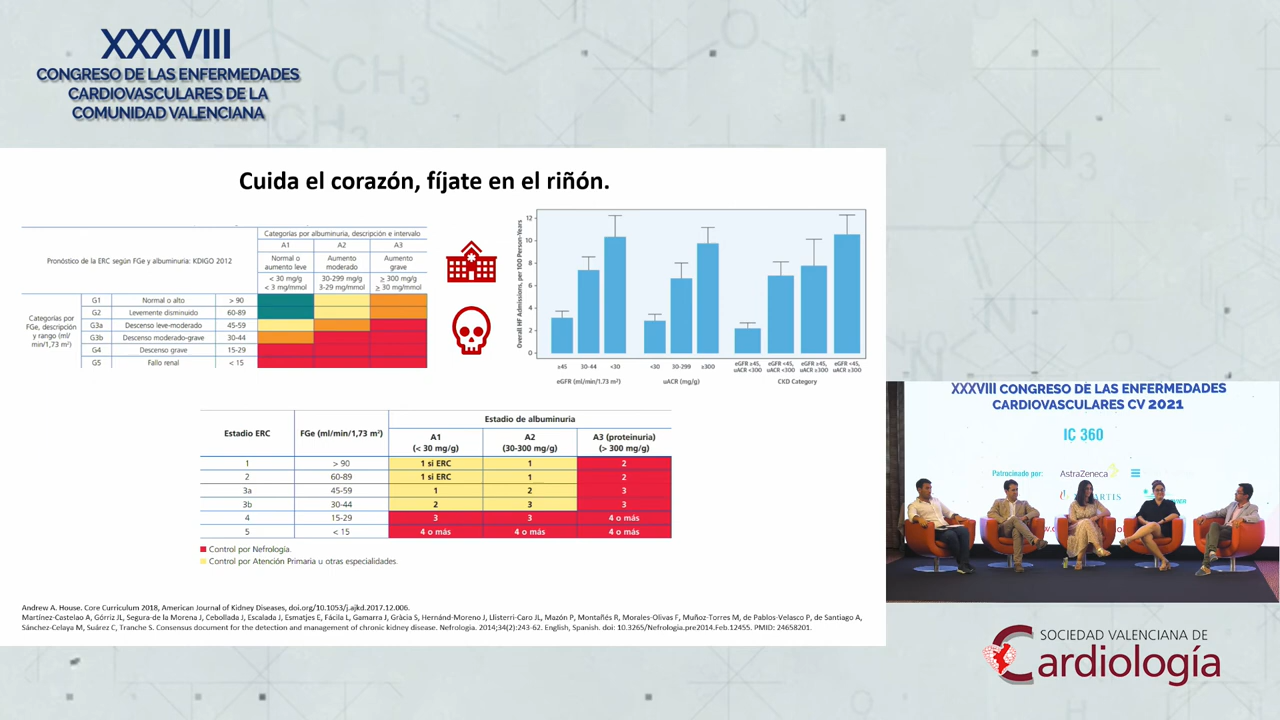 XXXVIII
CONGRESO DE LAS ENFERMEDADES
CARDIOVASCULARES DE LA
COMUNIDAD VALENCIANA
Cuida el corazón, fíjate en el riñón.
Categorías por albuminuria, descripción e intervalo
A1 A2 A3
Pronóstico de la ERC según FGe y albuminuria: KDIGO 2012
Normal o aumento leve
Aumento moderado
Aumento grave
< 30 mg/g
< 3 mg/mmol
30-299 mg/g
3-29 mg/mmol
≥ 300 mg/g
≥ 30 mg/mmol
Categorías por
FGe, descripción
y rango (ml/
min/1,73 m²)
G1 Normal o alto > 90
G2 Levemente disminuido 60-89
G3a Descenso leve-moderado 45-59
G3b Descenso moderado-grave 30-44
G4 Descenso grave 15-29
G5 Fallo renal < 15
Overall HF Admissions, per 100 Person-Years
12
10
8
6
4
2
0
≥45 30-44 <30
eGFR (ml/min/1.73 m²)
<30 30-299 ≥300
uACR (mg/g)
eGFR ≥45, uACR <300
eGFR <45, uACR <300
eGFR ≥45, uACR ≥300
eGFR <45, uACR ≥300
CKD Category
Estadio ERC FGe (ml/min/1,73 m²) Estadio de albuminuria
A1 (< 30 mg/g)
A2 (30-300 mg/g)
A3 (proteinuria) (> 300 mg/g)
1 > 90 1 si ERC 1 2
2 60-89 1 si ERC 1 2
3a 45-59 1 2 3
3b 30-44 2 3 3
4 15-29 3 3 4 o más
5 < 15 4 o más 4 o más 4 o más
Control por Nefrología.
Control por Atención Primaria u otras especialidades.
Andrew A. House. Core Curriculum 2018, American Journal of Kidney Diseases, doi.org/10.1053/j.ajkd.2017.12.006.
Martínez-Castelao A, Górriz JL, Segura-de la Morena J, Cebollada J, Escalada J, Esmatjes E, Fácila L, Gamarra J, Gràcia S, Hernánd-Moreno J, Llisterri-Caro JL, Mazón P, Montañés R, Morales-Olivas F, Muñoz-Torres M, de Pablos-Velasco P, de Santiago A,
Sánchez-Celaya M, Suárez C, Tranche S. Consensus document for the detection and management of chronic kidney disease. Nefrologia. 2014;34(2):243-62. English, Spanish. doi: 10.3265/Nefrologia.pre2014.Feb.12455. PMID: 24658201.
XXXVIII CONGRESO DE LAS ENFERMEDADES
CARDIOVASCULARES CV 2021
IC 360
Patrocinado por:
AstraZeneca
SOCIEDAD VALENCIANA DE
Cardiología